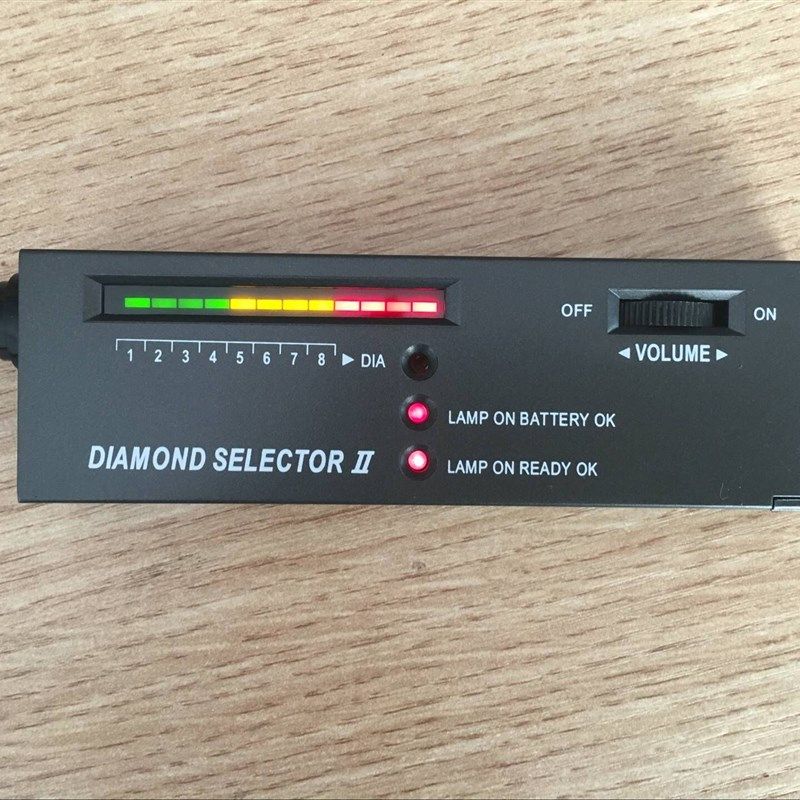 OFF
ON
◄ VOLUME ►
1 2 3 4 5 6 7 8 ► DIA
LAMP ON BATTERY OK
DIAMOND SELECTOR II
LAMP ON READY OK